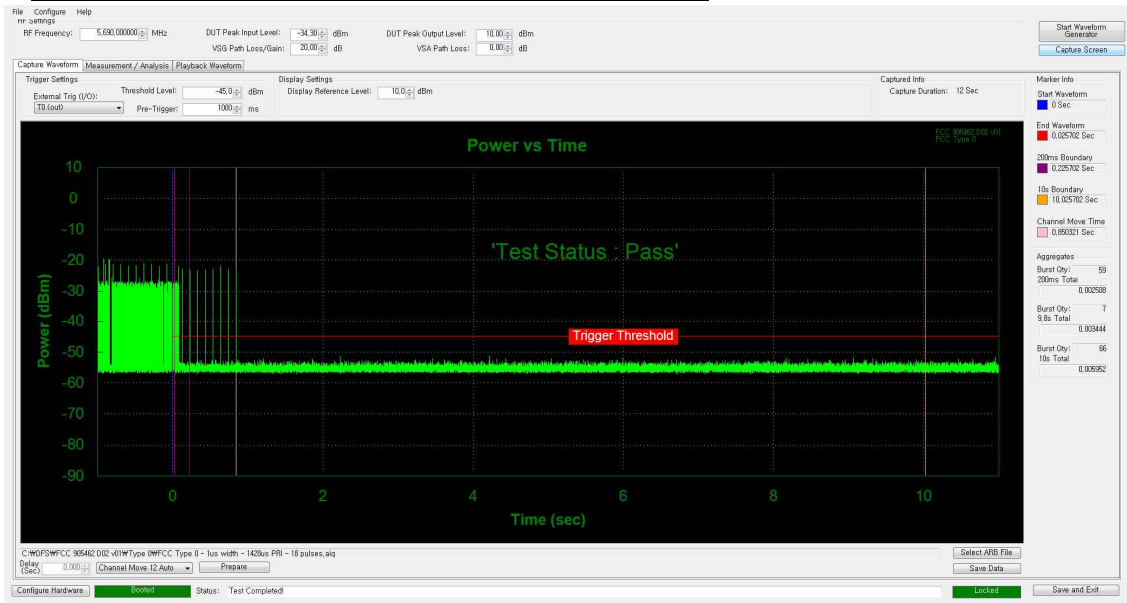 File Configure Help
RF Settings
RF Frequency: 5,690,000000 MHz DUT Peak Input Level: -34,30 dBm DUT Peak Output Level: 10,00 dBm
VSG Path Loss/Gain: 20,00 dB VSA Path Loss: 0,00 dB
Start Waveform Generator
Capture Screen
Capture Waveform Measurement / Analysis Playback Waveform
Trigger Settings
External Trig (I/O): Threshold Level: -45,0 dBm
T0 (out) Pre-Trigger: 1000 ms
Display Settings
Display Reference Level: 10,0 dBm
Captured Info
Capture Duration: 12 Sec
Power vs Time
FCC 905462 D02 v01
FCC Type 0
10
0
-10
-20
-30
-40
-50
-60
-70
-80
-90
Power (dBm)
'Test Status : Pass'
Trigger Threshold
0 2 4 6 8 10
Time (sec)
Marker Info
Start Waveform
0 Sec
End Waveform
0,025702 Sec
200ms Boundary
0,225702 Sec
10s Boundary
10,025702 Sec
Channel Move Time
0,850321 Sec
Aggregates
Burst Qty: 59
200ms Total
0,002508
Burst Qty: 7
9,8s Total
0,003444
Burst Qty: 66
10s Total
0,005952
C:₩DFS₩FCC 905462 D02 v01₩Type 0₩FCC Type 0 - 1us width - 1428us PRI - 18 pulses,aiq
Select ARB File
Delay (Sec) 0,000 Channel Move 12 Auto Prepare
Save Data
Configure Hardware Booted Status: Test Completed! Locked Save and Exit